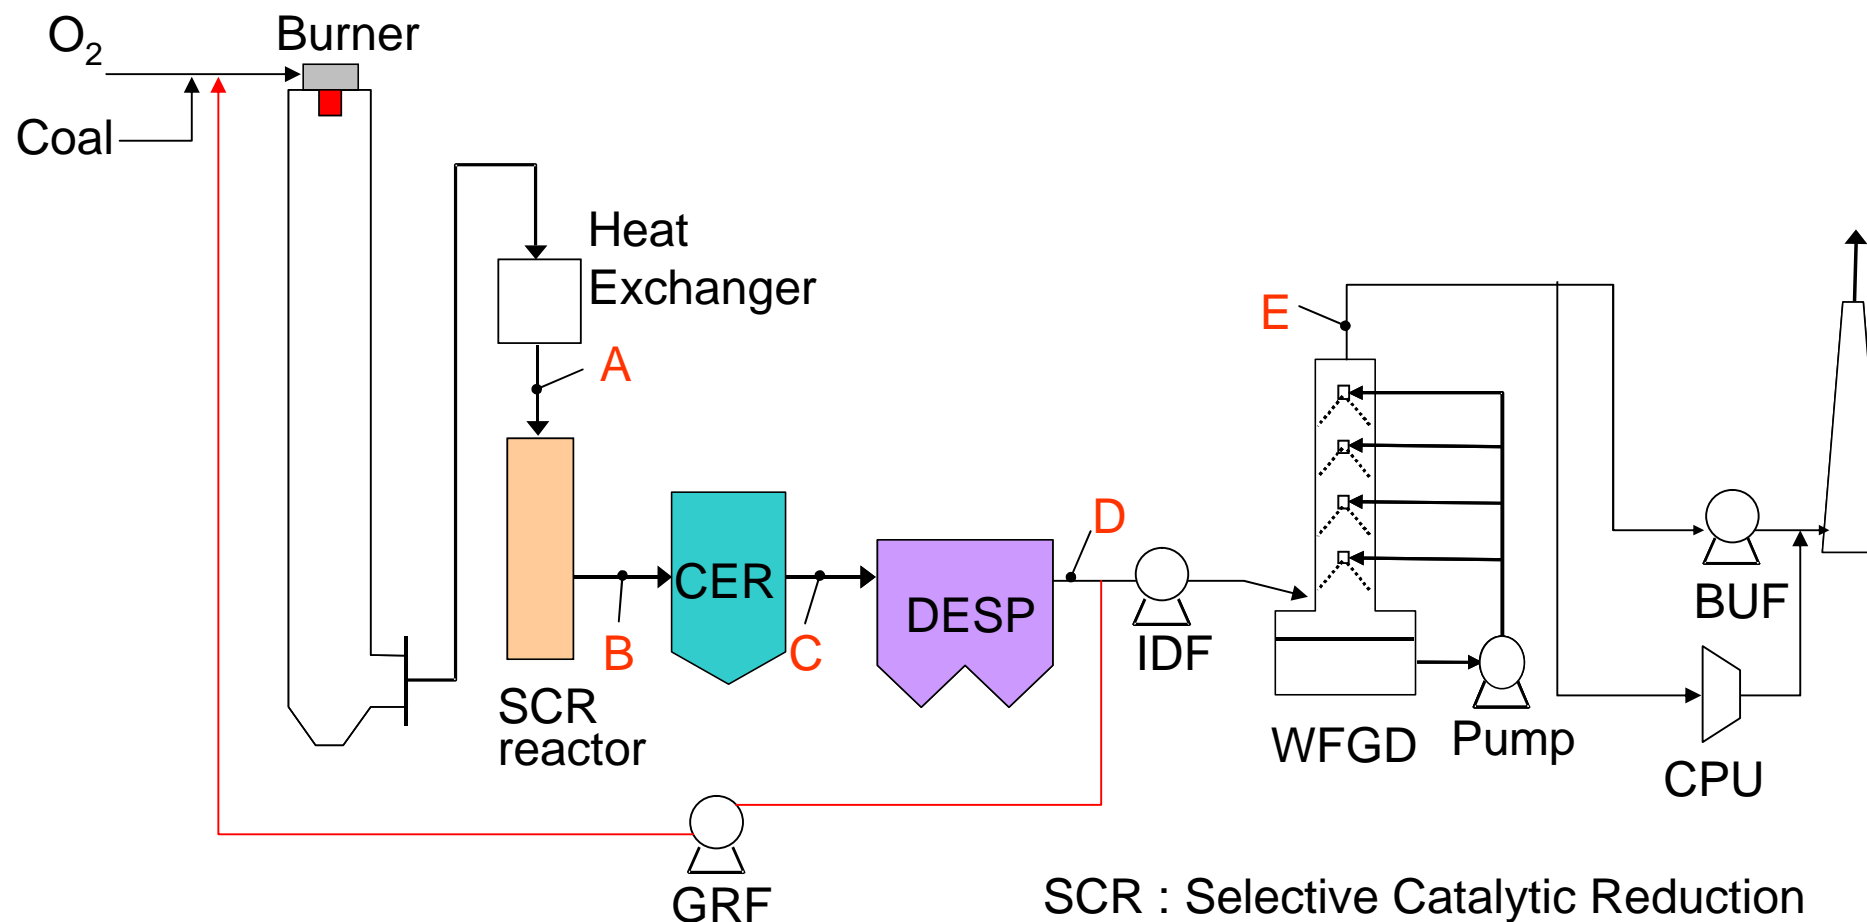 O2
Burner
Coal
Heat
Exchanger
A
E
D
CER
DESP
B
C
IDF
BUF
SCR
reactor
WFGD
Pump
CPU
GRF
SCR : Selective Catalytic Reduction